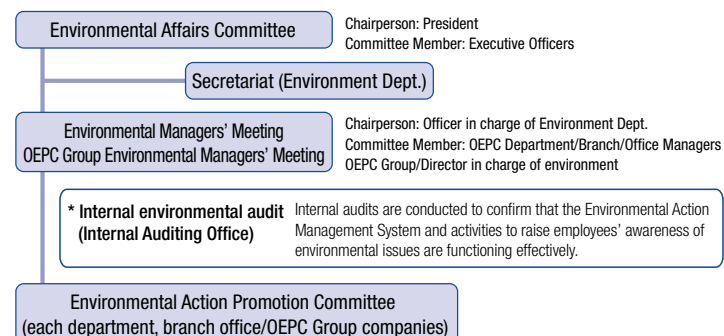 Environmental Affairs Committee
Chairperson: President
Committee Member: Executive Officers
Secretariat (Environment Dept.)
Environmental Managers' Meeting
OEPC Group Environmental Managers' Meeting
Chairperson: Officer in charge of Environment Dept.
Committee Member: OEPC Department/Branch/Office Managers
OEPC Group/Director in charge of environment
* Internal environmental audit
(Internal Auditing Office)
Internal audits are conducted to confirm that the Environmental Action
Management System and activities to raise employees' awareness of
environmental issues are functioning effectively.
Environmental Action Promotion Committee
(each department, branch office/OEPC Group companies)